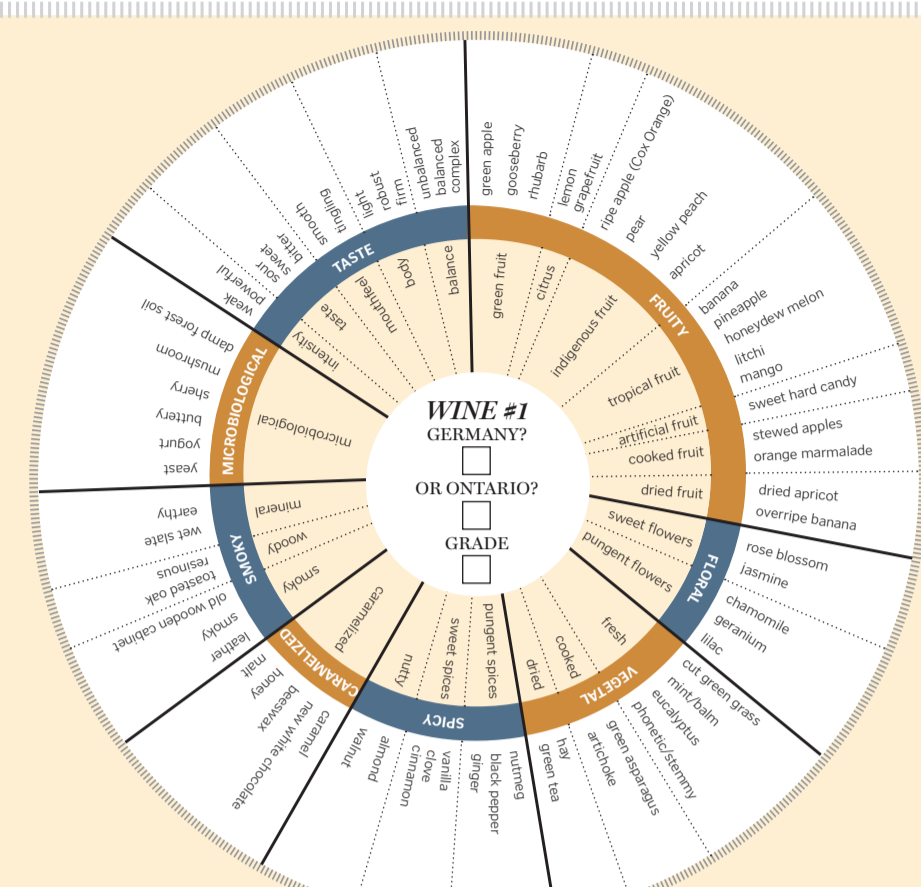 WINE #1
GERMANY?
OR ONTARIO?
GRADE
FRUITY
green fruit
green apple
gooseberry
rhubarb
citrus
lemon
grapefruit
indigenous fruit
ripe apple (Cox Orange)
pear
yellow peach
apricot
tropical fruit
banana
pineapple
honeydew melon
litchi
mango
artificial fruit
sweet hard candy
cooked fruit
stewed apples
orange marmalade
dried fruit
dried apricot
overripe banana
FLORAL
sweet flowers
rose blossom
jasmine
pungent flowers
chamomile
geranium
lilac
VEGETAL
fresh
cut green grass
mint/balm
eucalyptus
phonetic/stemmy
cooked
green asparagus
artichoke
dried
hay
green tea
SPICY
pungent spices
nutmeg
black pepper
ginger
sweet spices
vanilla
clove
cinnamon
nutty
almond
walnut
CARAMELIZED
caramelized
caramel
new white chocolate
beeswax
honey
malt
SMOKY
smoky
leather
smoky
woody
old wooden cabinet
toasted oak
resinous
mineral
wet slate
earthy
MICROBIOLOGICAL
microbiological
yeast
yogurt
buttery
sherry
mushroom
damp forest soil
TASTE
intensity
weak
powerful
taste
sour
sweet
bitter
mouthfeel
smooth
tingling
body
light
robust
firm
balance
unbalanced
balanced
complex